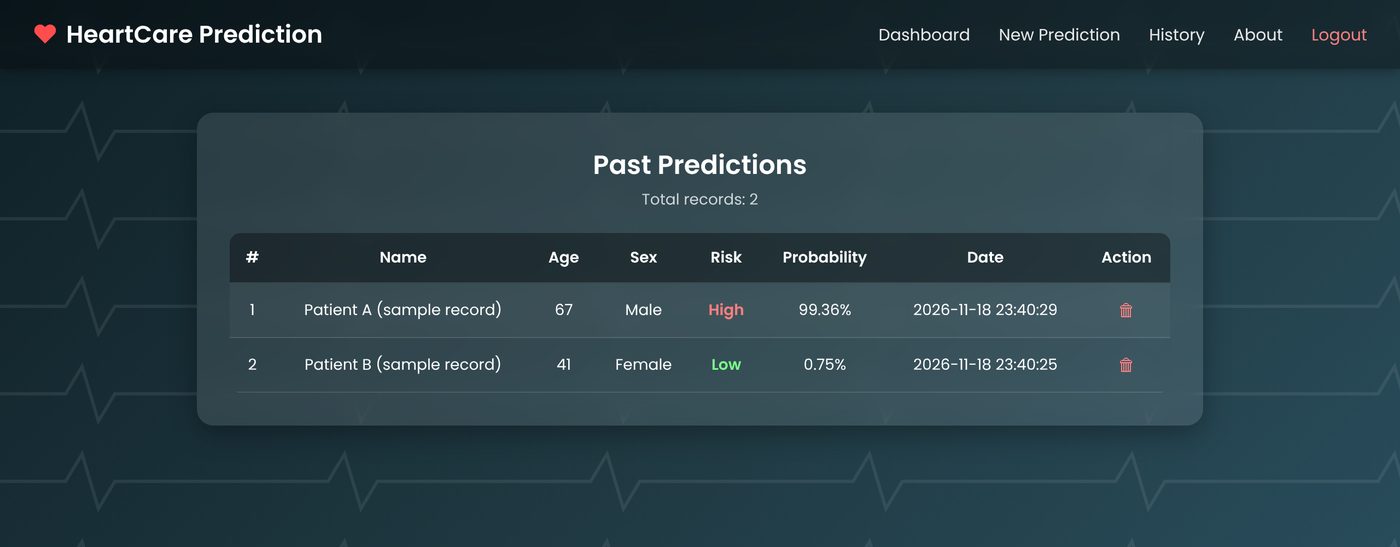 HeartCare Prediction Dashboard New Prediction History About Logout
Past Predictions
Total records: 2
# Name Age Sex Risk Probability Date Action
1 Patient A (sample record) 67 Male High 99.36% 2026-11-18 23:40:29
2 Patient B (sample record) 41 Female Low 0.75% 2026-11-18 23:40:25